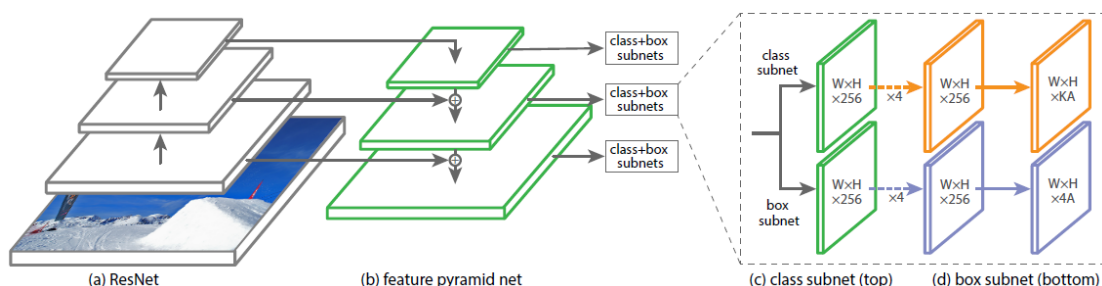 class+box
subnets
class+box
subnets
class+box
subnets
class
subnet
W×H
×256
×4
W×H
×256
W×H
×KA
box
subnet
W×H
×256
×4
W×H
×256
W×H
×4A
(a) ResNet
(b) feature pyramid net
(c) class subnet (top)
(d) box subnet (bottom)